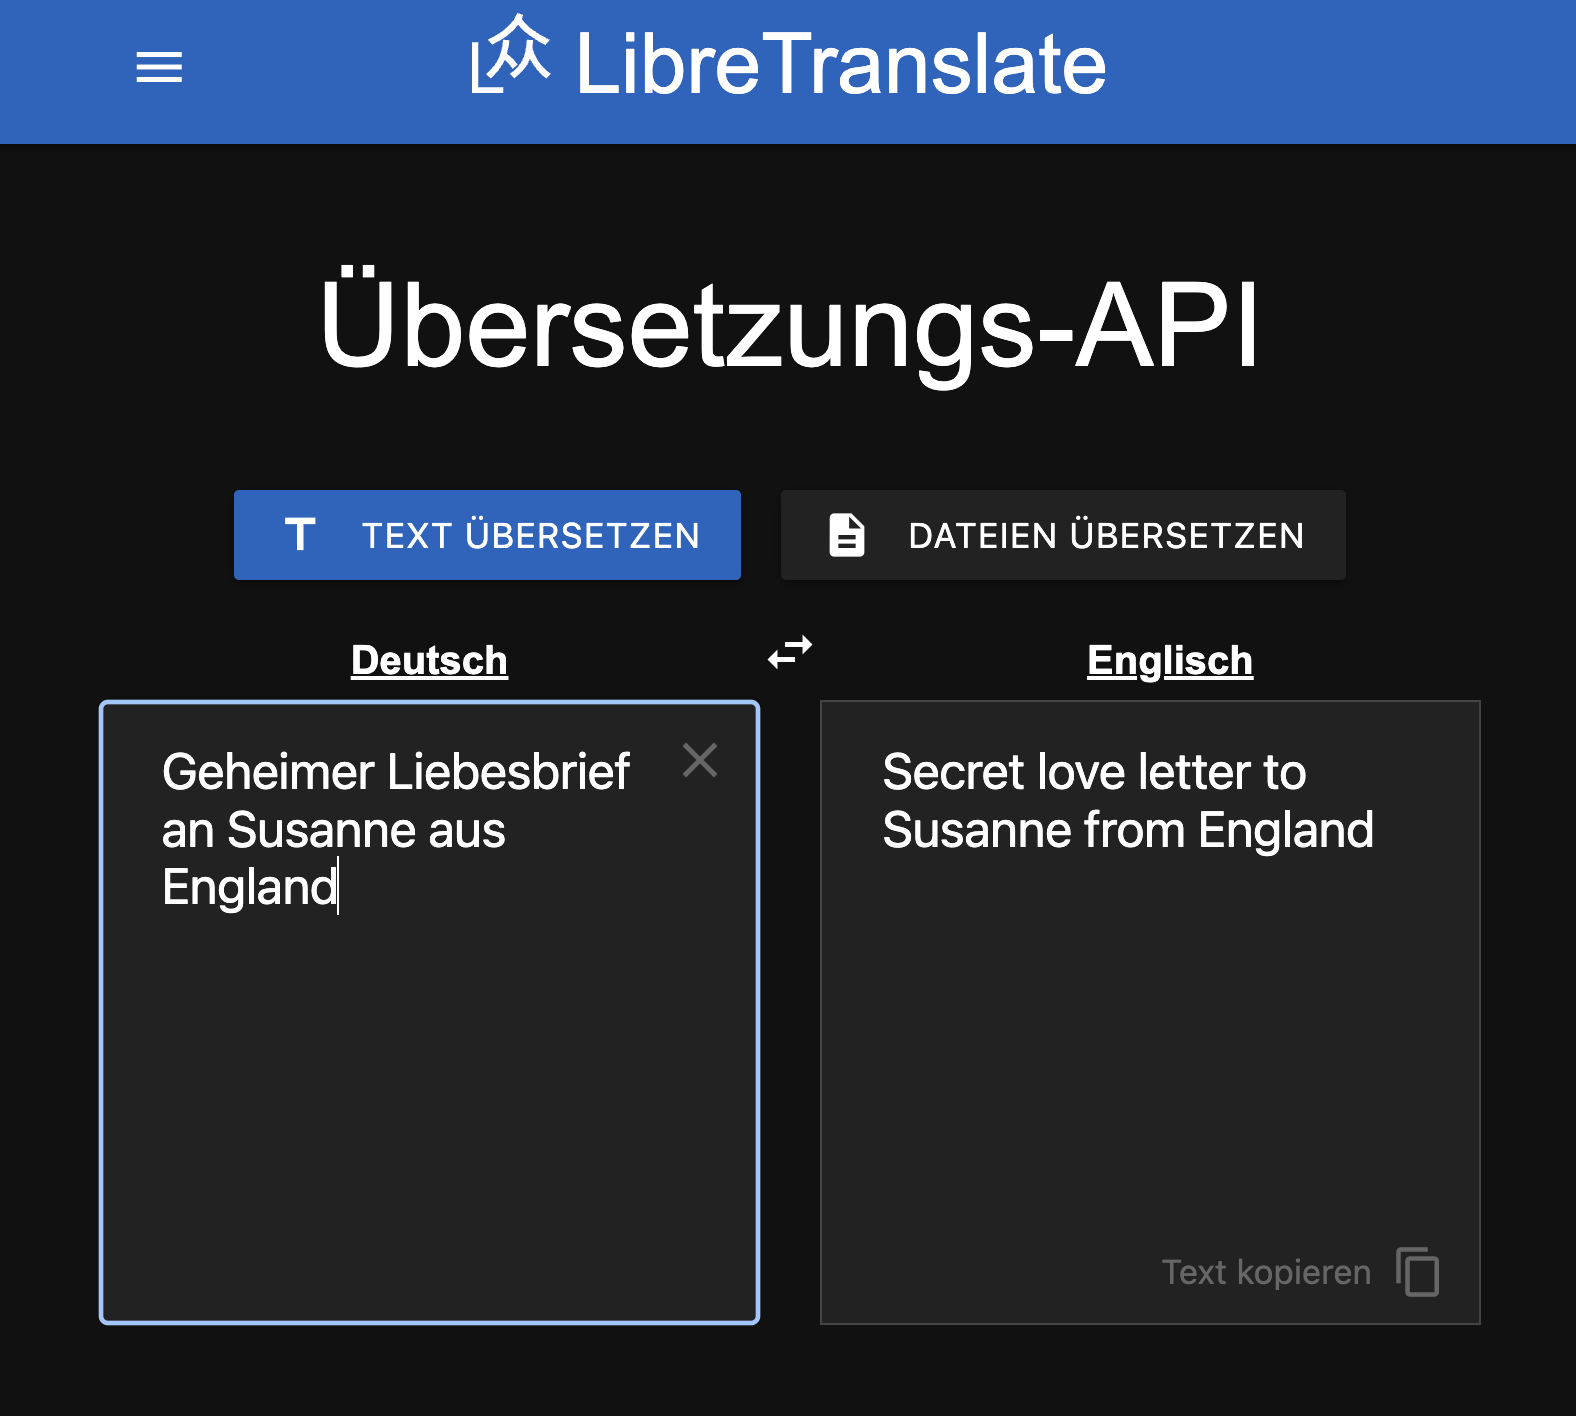 LibreTranslate
Übersetzungs-API
TEXT ÜBERSETZEN
DATEIEN ÜBERSETZEN
Deutsch
Englisch
Geheimer Liebesbrief
an Susanne aus
England
Secret love letter to
Susanne from England
Text kopieren